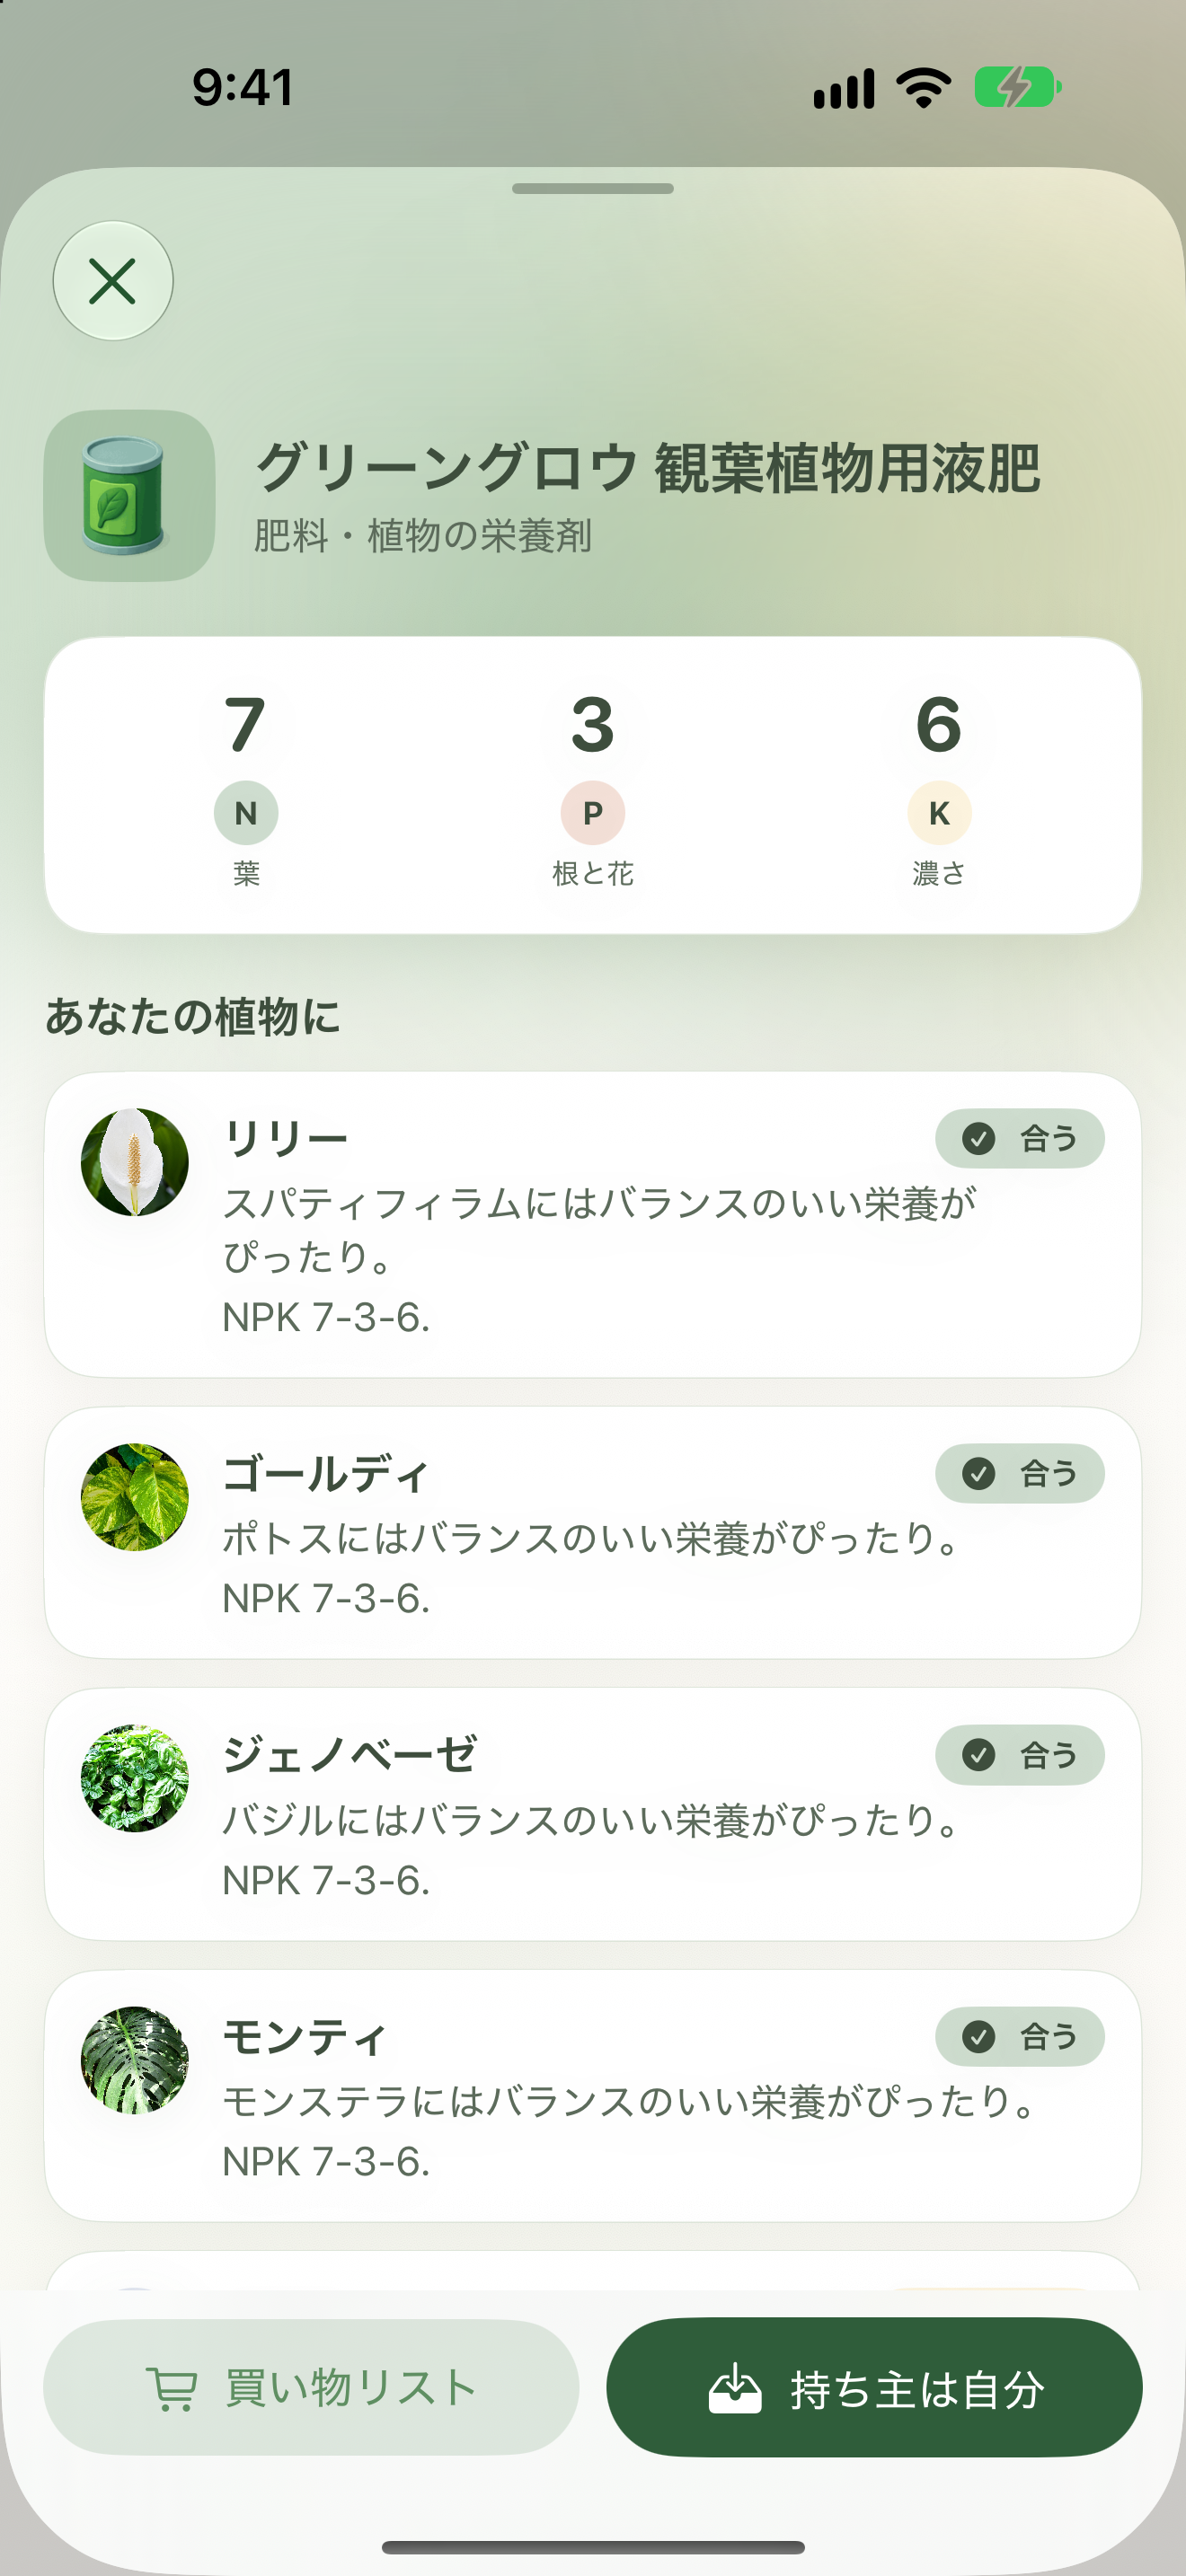 9:41
グリーングロウ 観葉植物用液肥
肥料・植物の栄養剤
7
3
6
N
P
K
葉
根と花
濃さ
あなたの植物に
リリー
合う
スパティフィラムにはバランスのいい栄養が
ぴったり。
NPK 7-3-6.
ゴールディ
合う
ポトスにはバランスのいい栄養がぴったり。
NPK 7-3-6.
ジェノベーゼ
合う
バジルにはバランスのいい栄養がぴったり。
NPK 7-3-6.
モンティ
合う
モンステラにはバランスのいい栄養がぴったり。
NPK 7-3-6.
買い物リスト
持ち主は自分